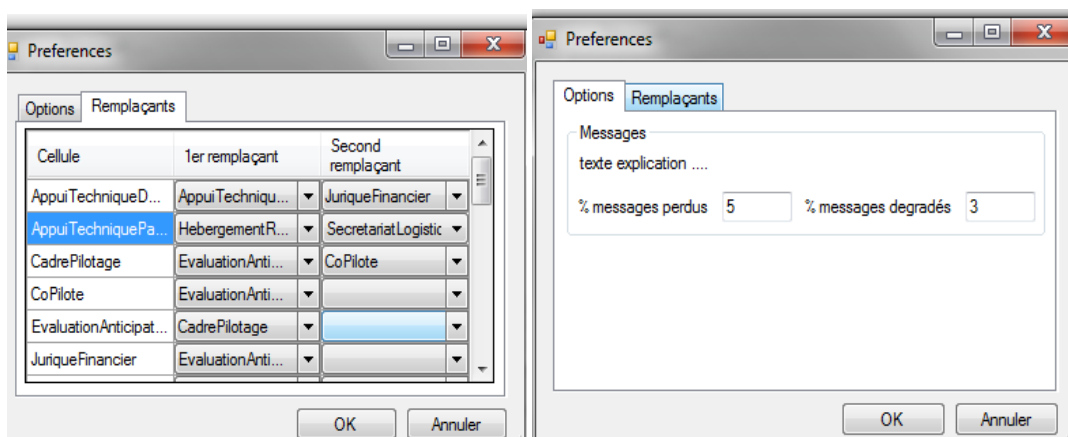 Preferences
Options Remplaçants
Cellule 1er remplaçant Second remplaçant
AppuiTechniqueD... AppuiTechniqu... JuriqueFinancier
AppuiTechniquePa... HebergementR... SecretariatLogistic
CadrePilotage EvaluationAnti... CoPilote
CoPilote EvaluationAnti...
EvaluationAnticipat... CadrePilotage
JuriqueFinancier EvaluationAnti...
OK Annuler
Preferences
Options Remplaçants
Messages
texte explication ....
% messages perdus 5 % messages degradés 3
OK Annuler